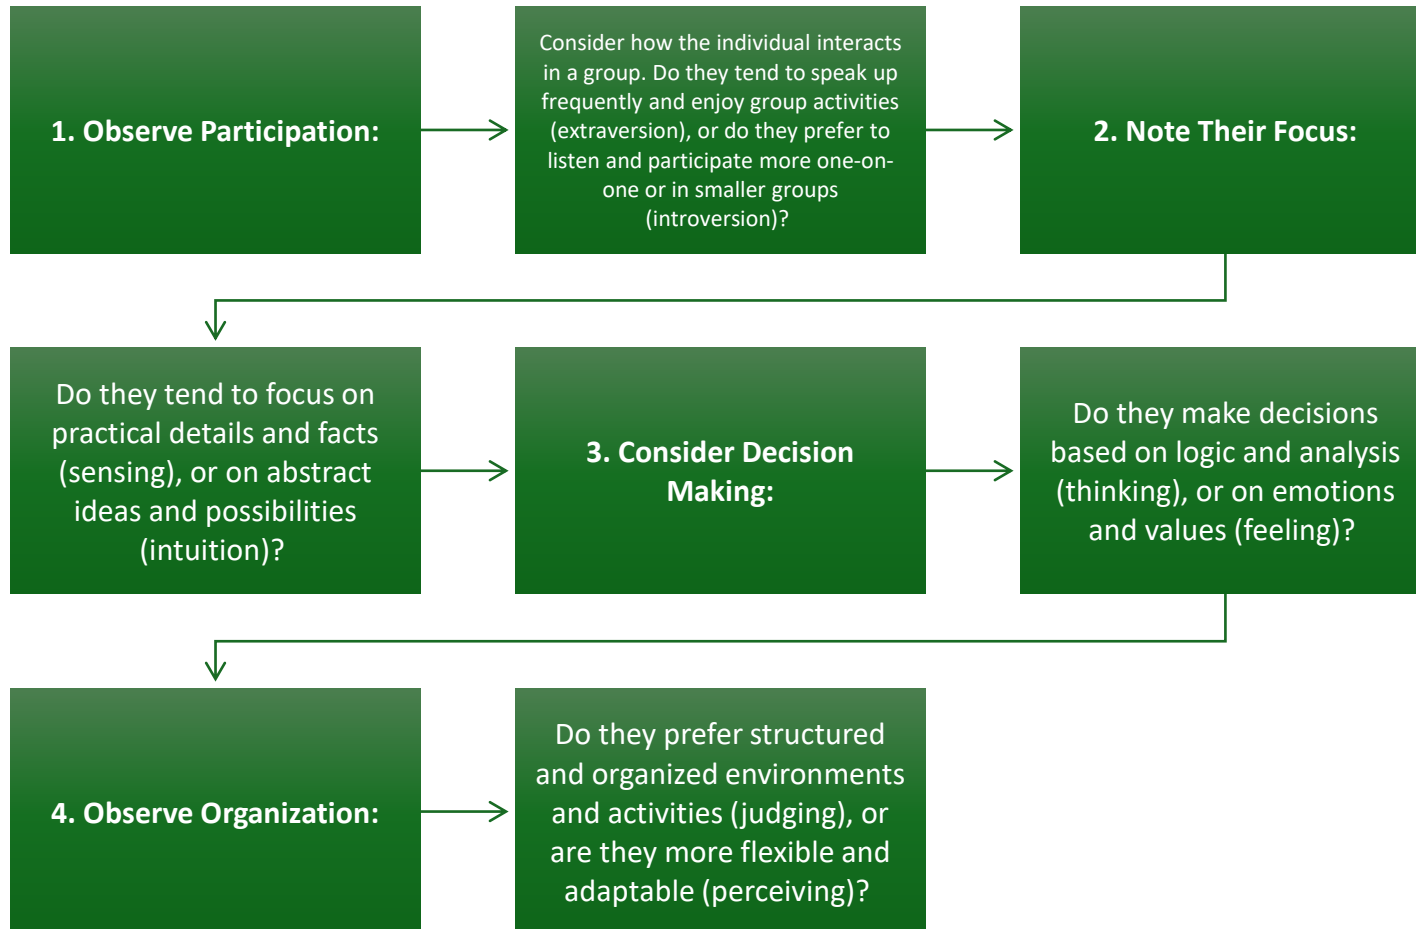 1. Observe Participation:
Consider how the individual interacts
in a group. Do they tend to speak up
frequently and enjoy group activities
(extraversion), or do they prefer to
listen and participate more one-on-
one or in smaller groups
(introversion)?
2. Note Their Focus:
Do they tend to focus on
practical details and facts
(sensing), or on abstract
ideas and possibilities
(intuition)?
3. Consider Decision
Making:
Do they make decisions
based on logic and analysis
(thinking), or on emotions
and values (feeling)?
4. Observe Organization:
Do they prefer structured
and organized environments
and activities (judging), or
are they more flexible and
adaptable (perceiving)?